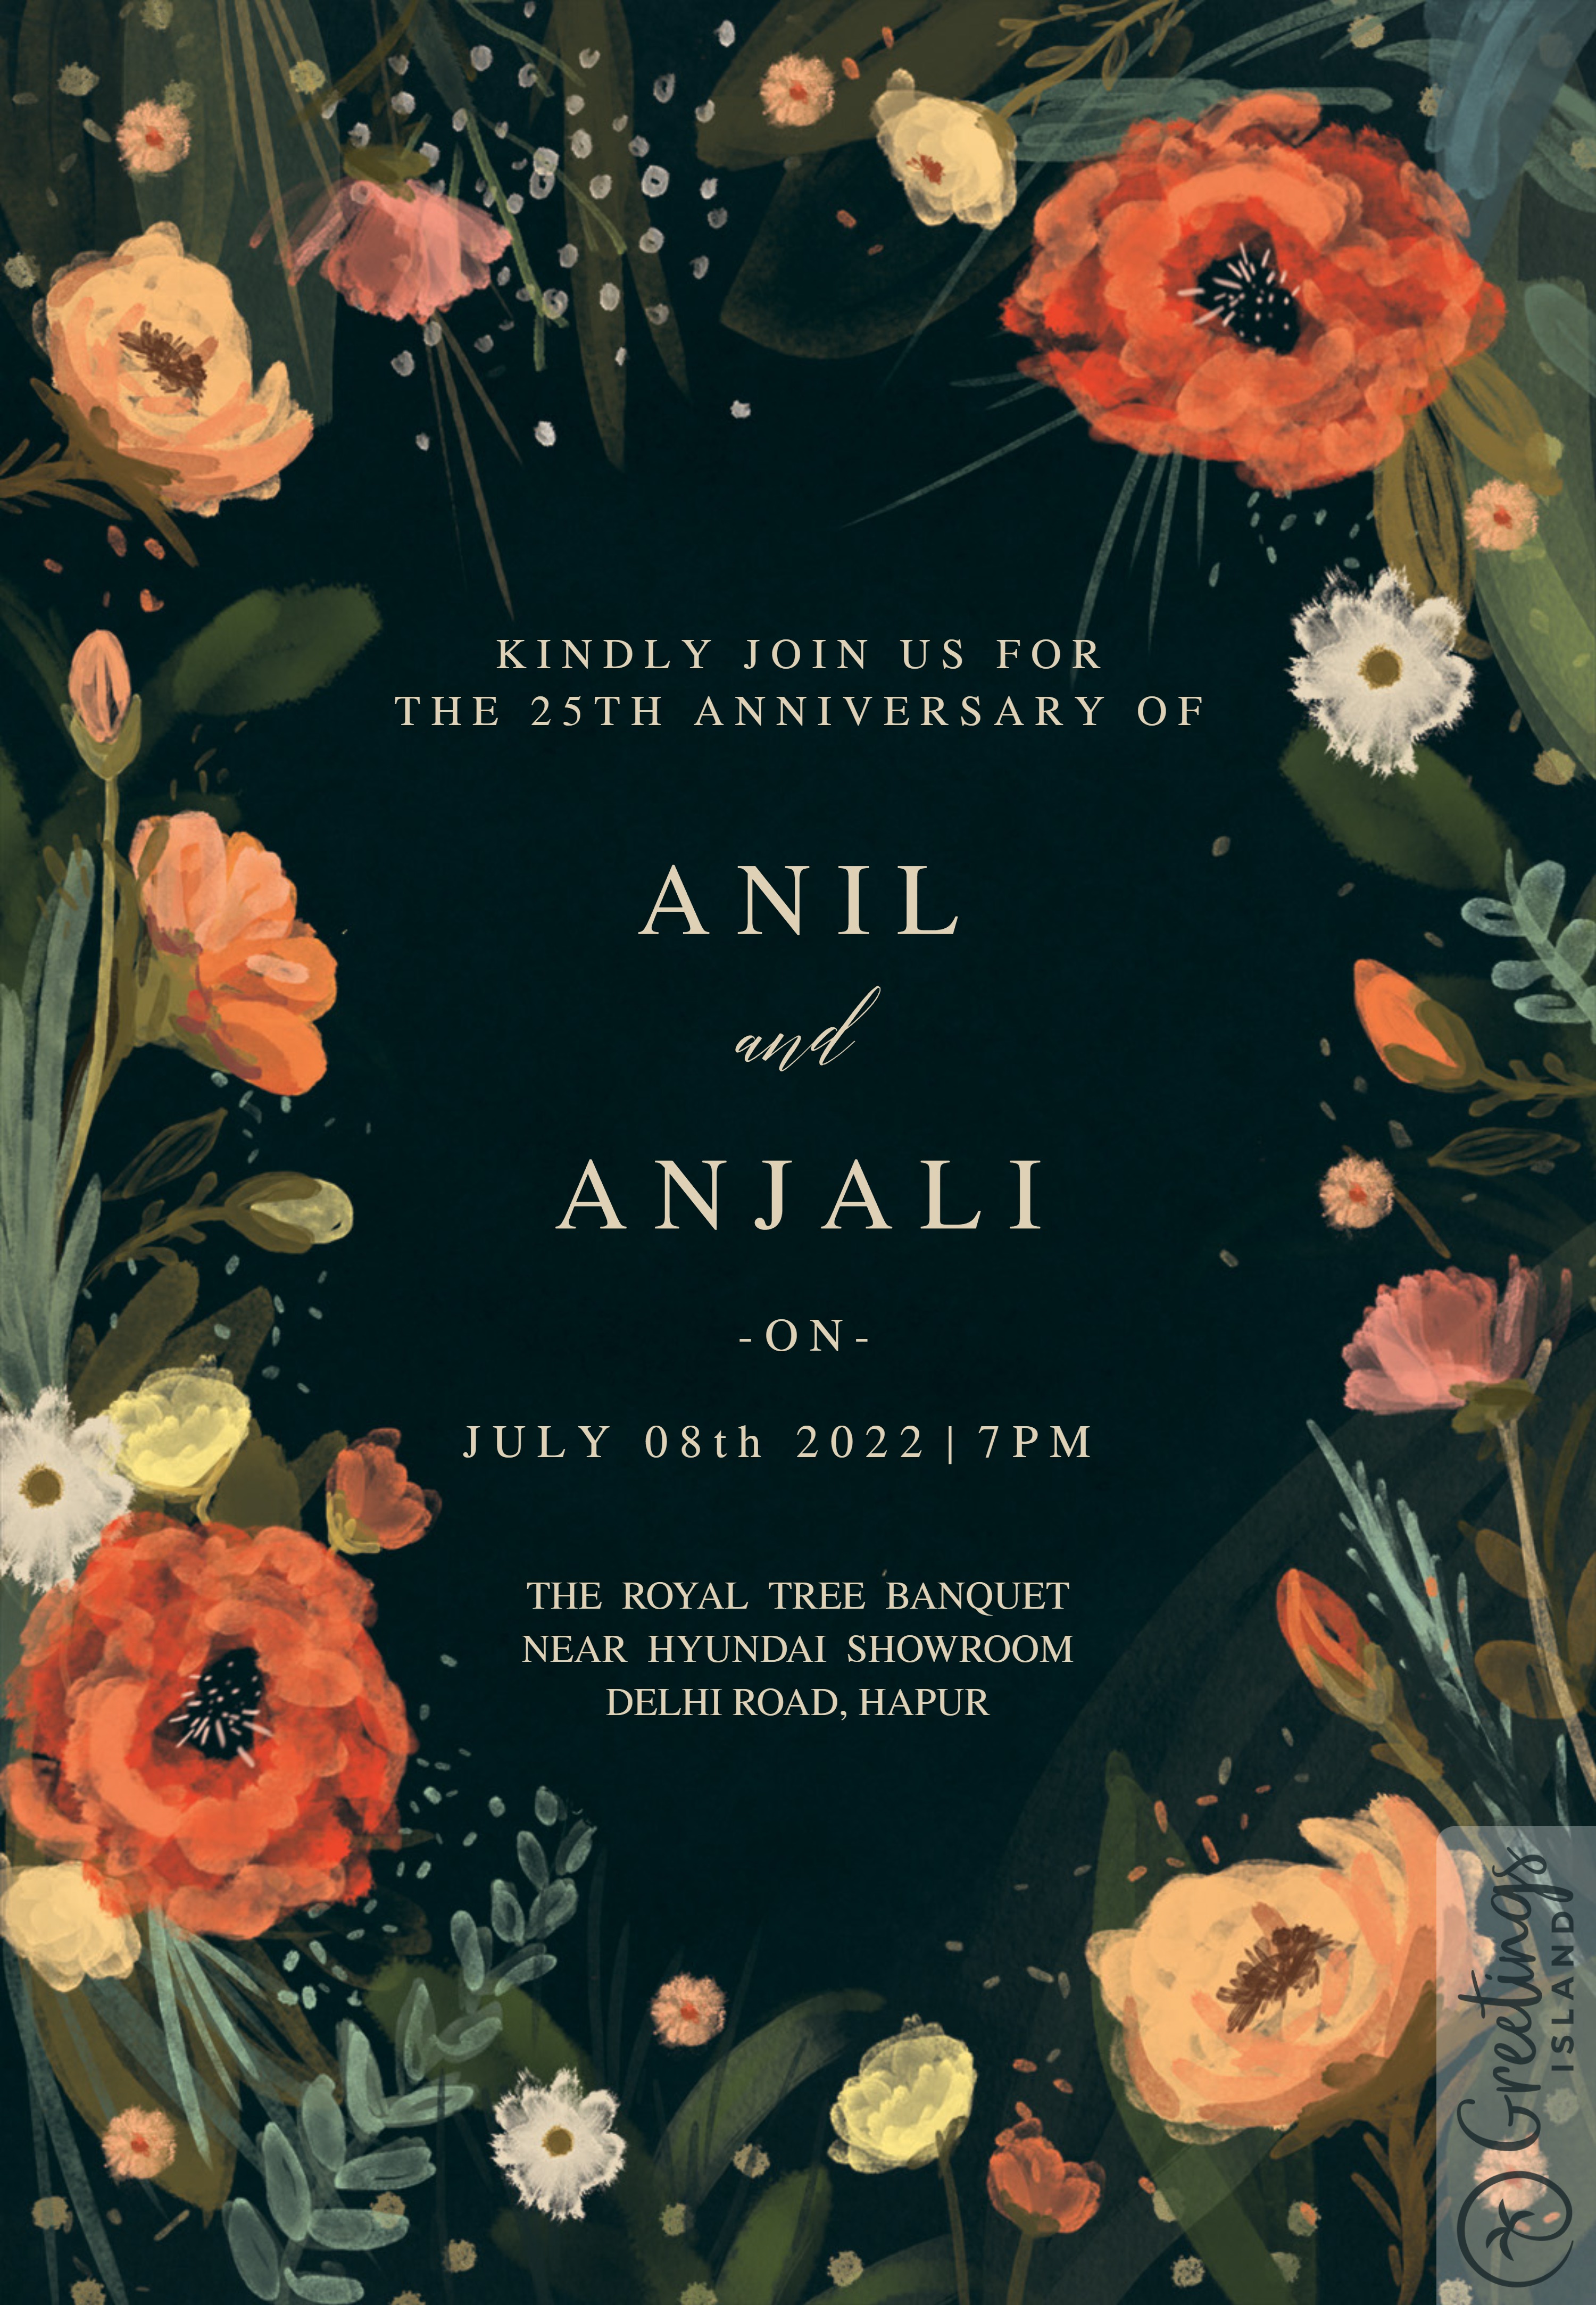 KINDLY JOIN US FOR
THE 25TH ANNIVERSARY OF
ANIL
and
ANJALI
-ON-
JULY 08th 2022 | 7PM
THE ROYAL TREE BANQUET
NEAR HYUNDAI SHOWROOM
DELHI ROAD, HAPUR
Greetings
ISLAND